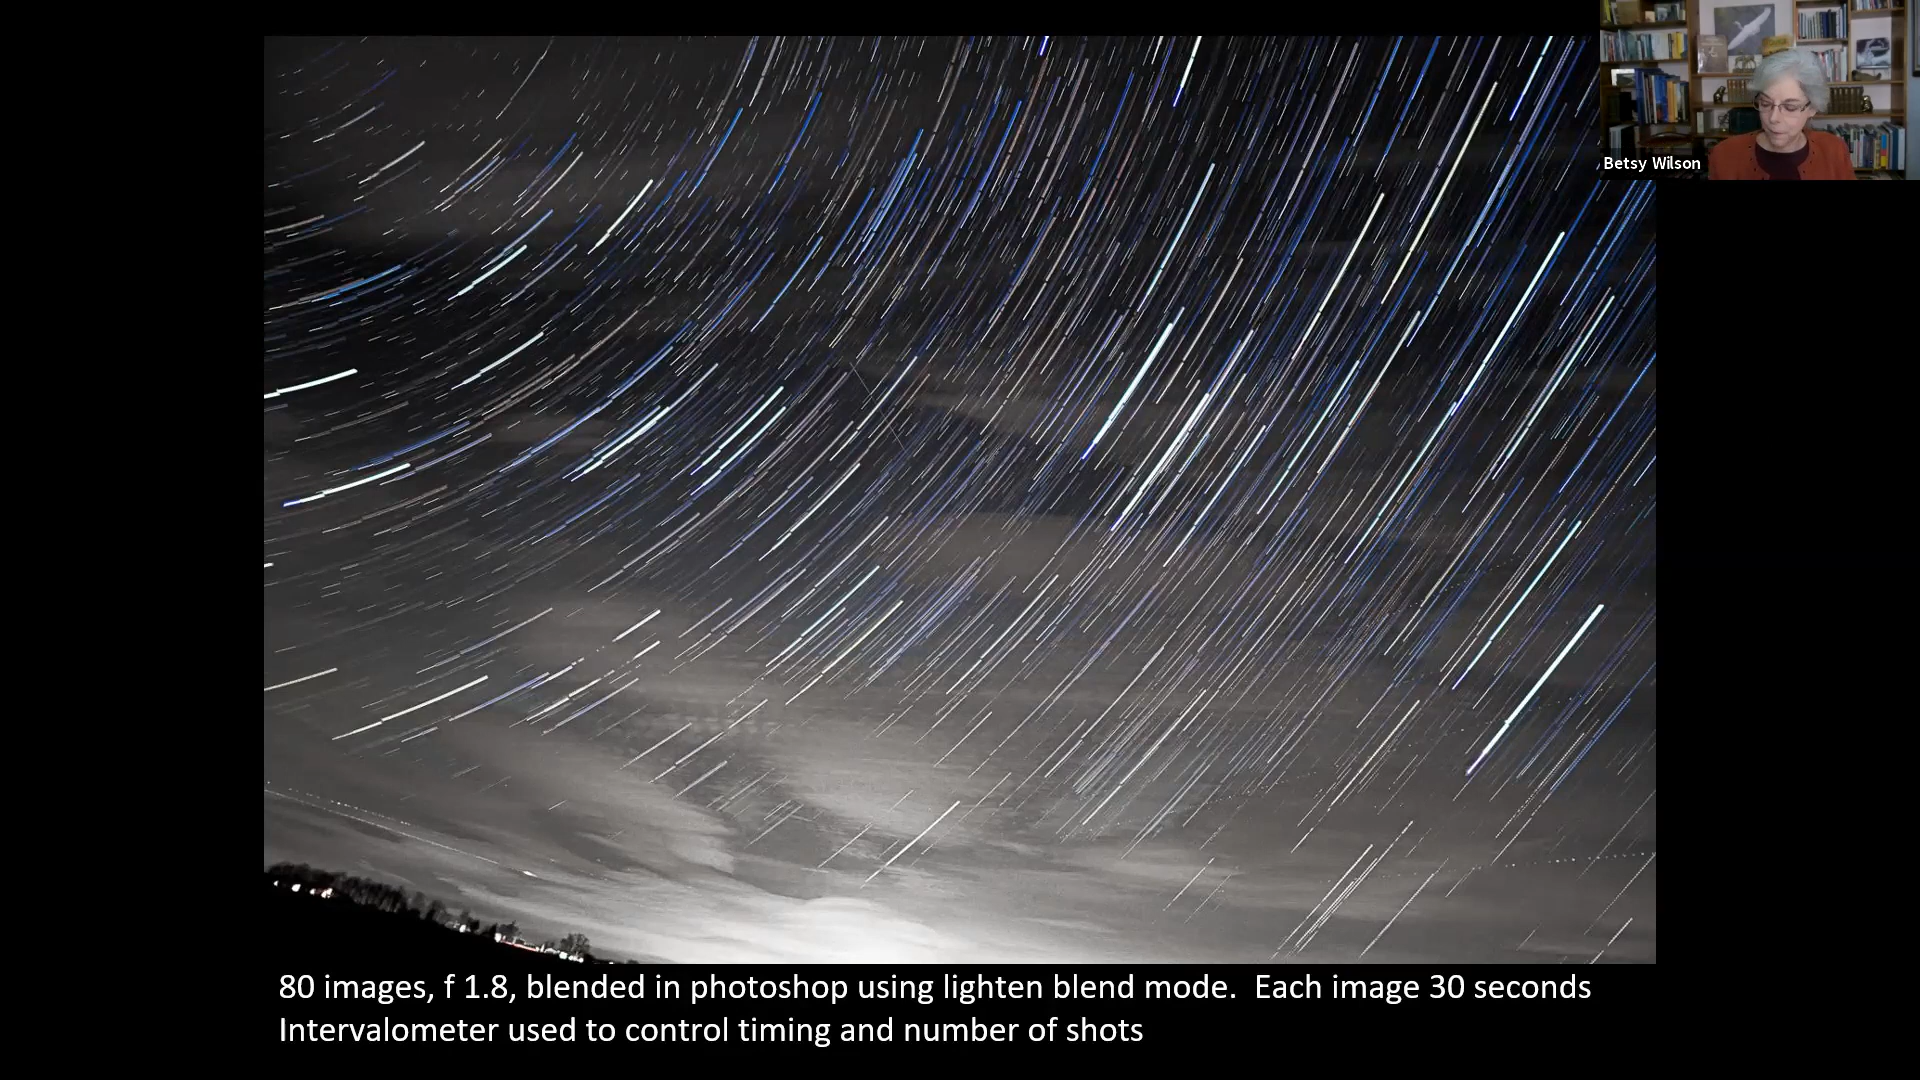 Betsy Wilson
80 images, f 1.8, blended in photoshop using lighten blend mode.  Each image 30 seconds
Intervalometer used to control timing and number of shots